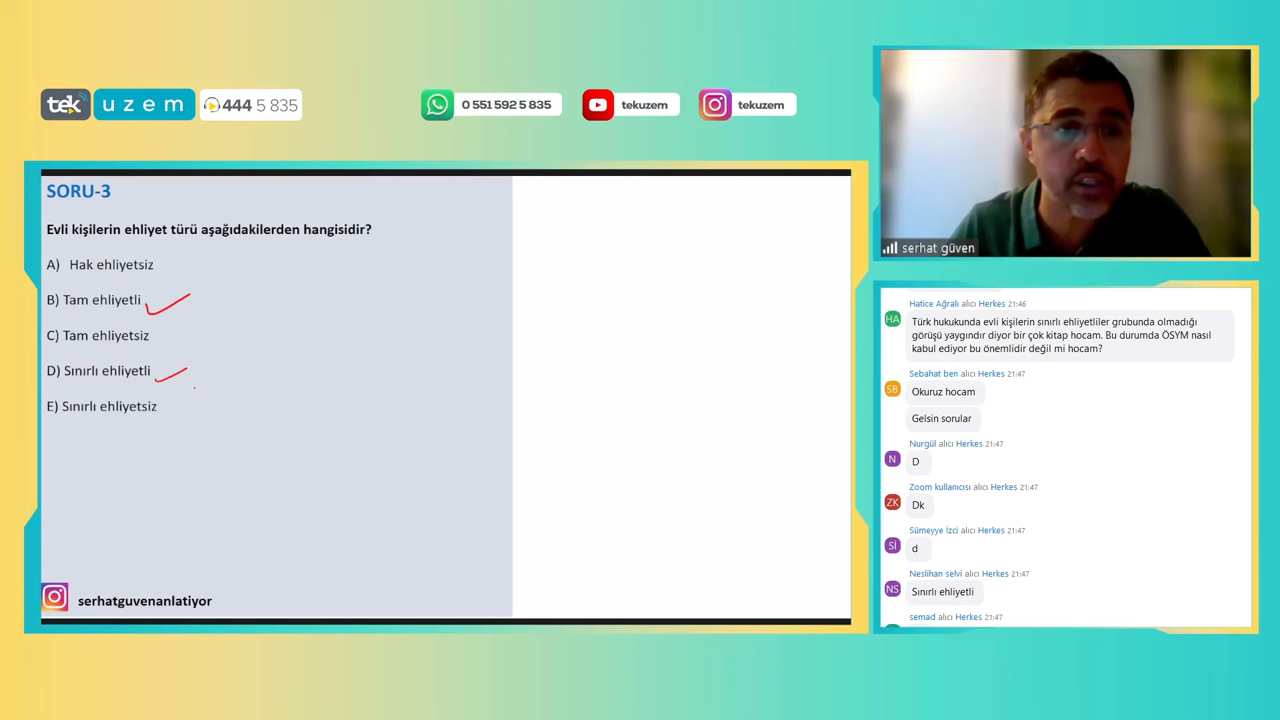 tek uzem 444 5 835
0 551 592 5 835
tekuzem
tekuzem
SORU-3
Evli kişilerin ehliyet türü aşağıdakilerden hangisidir?
A) Hak ehliyetsiz
B) Tam ehliyetli
C) Tam ehliyetsiz
D) Sınırlı ehliyetli
E) Sınırlı ehliyetsiz
serhatguvenanlatiyor
serhat güven
Hatice Ağralı alıcı Herkes 21:46
HA
Türk hukukunda evli kişilerin sınırlı ehliyetliler grubunda olmadığı
görüşü yaygındır diyor bir çok kitap hocam. Bu durumda ÖSYM nasıl
kabul ediyor bu önemlidir değil mi hocam?
Sebahat ben alıcı Herkes 21:47
SB
Okuruz hocam
Gelsin sorular
Nurgül alıcı Herkes 21:47
N
D
Zoom kullanıcısı alıcı Herkes 21:47
ZK
Dk
Sümeyye İzci alıcı Herkes 21:47
Sİ
d
Neslihan selvi alıcı Herkes 21:47
NS
Sınırlı ehliyetli
semad alıcı Herkes 21:47